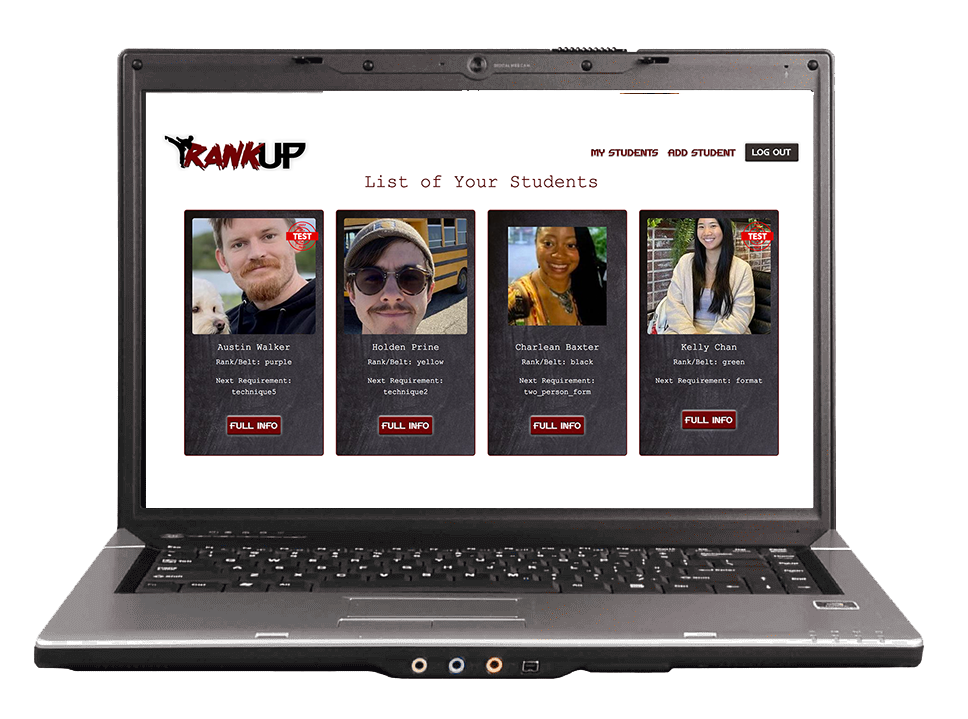 RANKUP
MY STUDENTS ADD STUDENT LOG OUT
List of Your Students
TEST
Austin Walker
Rank/Belt: purple
Next Requirement:
technique5
FULL INFO
Holden Prine
Rank/Belt: yellow
Next Requirement:
technique2
FULL INFO
Charlean Baxter
Rank/Belt: black
Next Requirement:
two_person_form
FULL INFO
TEST
Kelly Chan
Rank/Belt: green
Next Requirement: format
FULL INFO